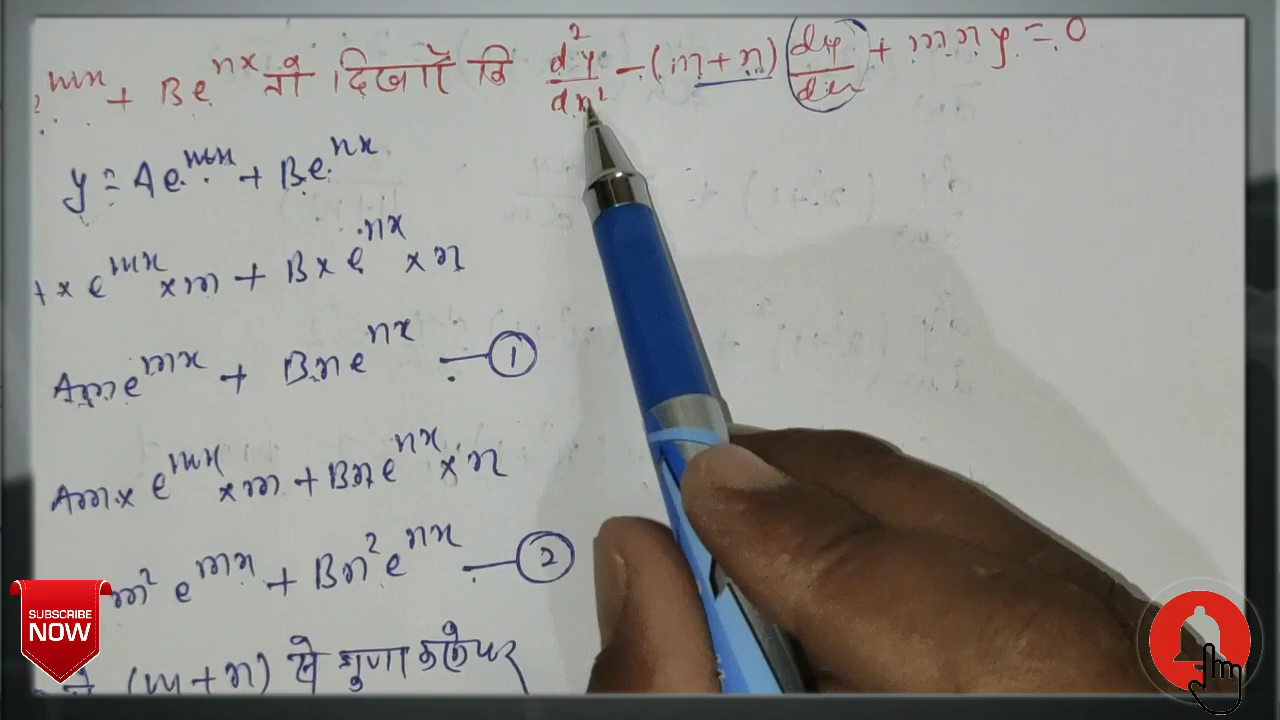 e^mx + Be^nx तो दिखाएँ कि d²y/dx² - (m+n) dy/dx + mny = 0
y = Ae^mx + Be^nx
A × e^mx × m + B × e^nx × n
Ame^mx + Bne^nx — ①
Am × e^mx × m + Bn e^nx × n
m² e^mx + Bn² e^nx — ②
(m+n) से गुणा करने पर
SUBSCRIBE
NOW